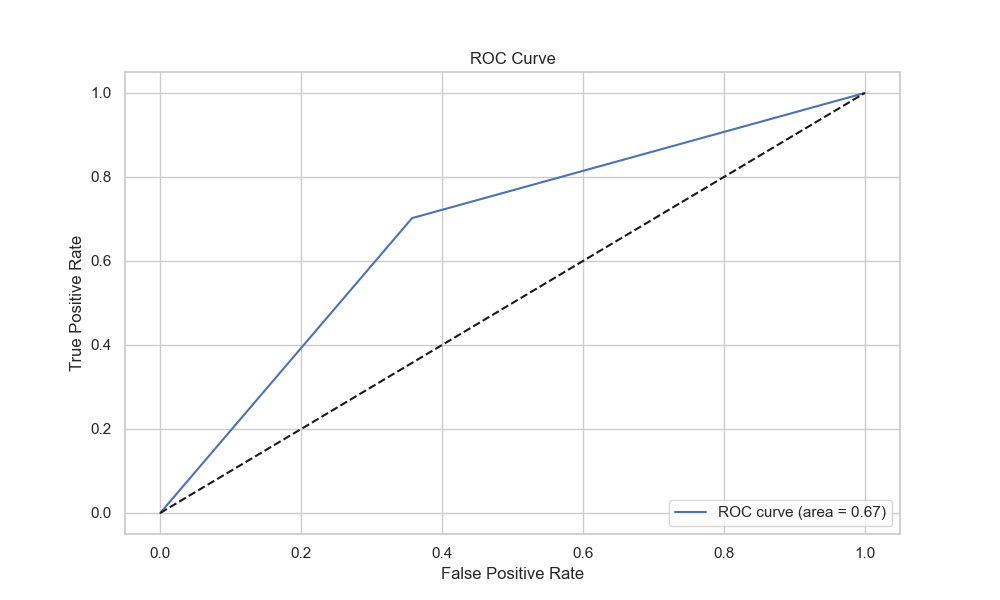 ROC Curve
1.0
0.8
0.6
0.4
0.2
0.0
True Positive Rate
ROC curve (area = 0.67)
0.0 0.2 0.4 0.6 0.8 1.0
False Positive Rate